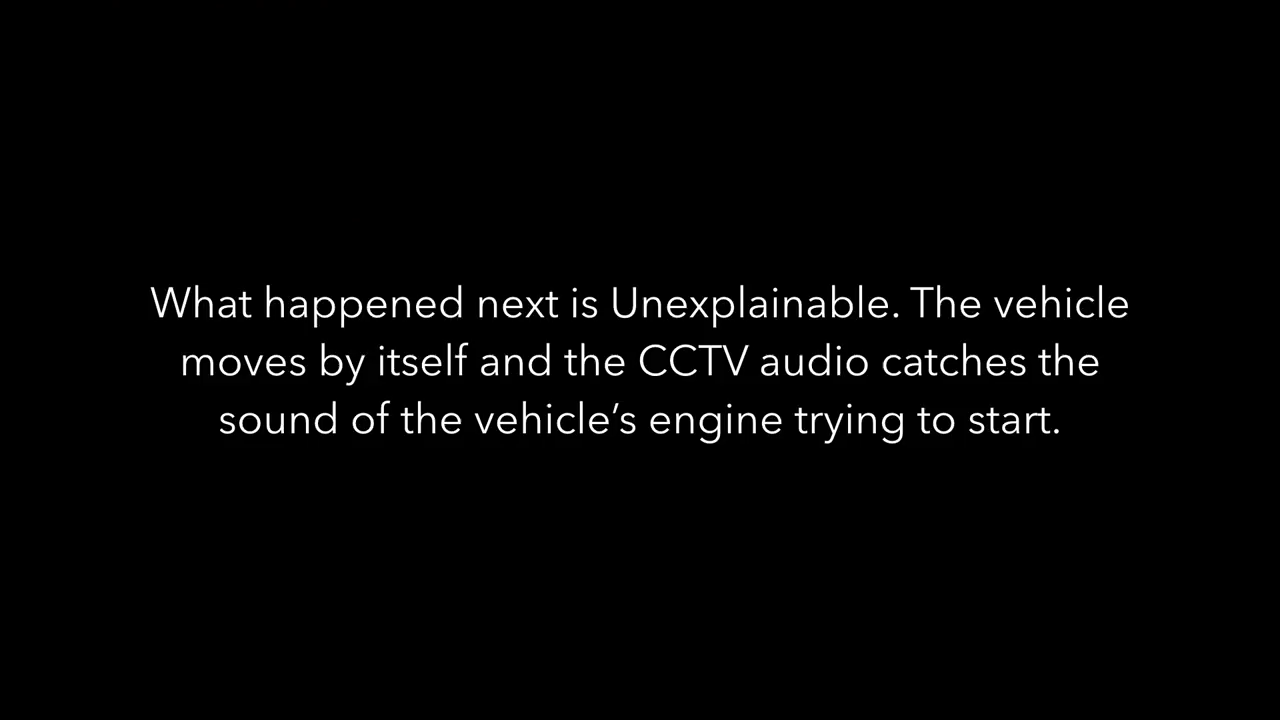 What happened next is Unexplainable. The vehicle
moves by itself and the CCTV audio catches the
sound of the vehicle’s engine trying to start.